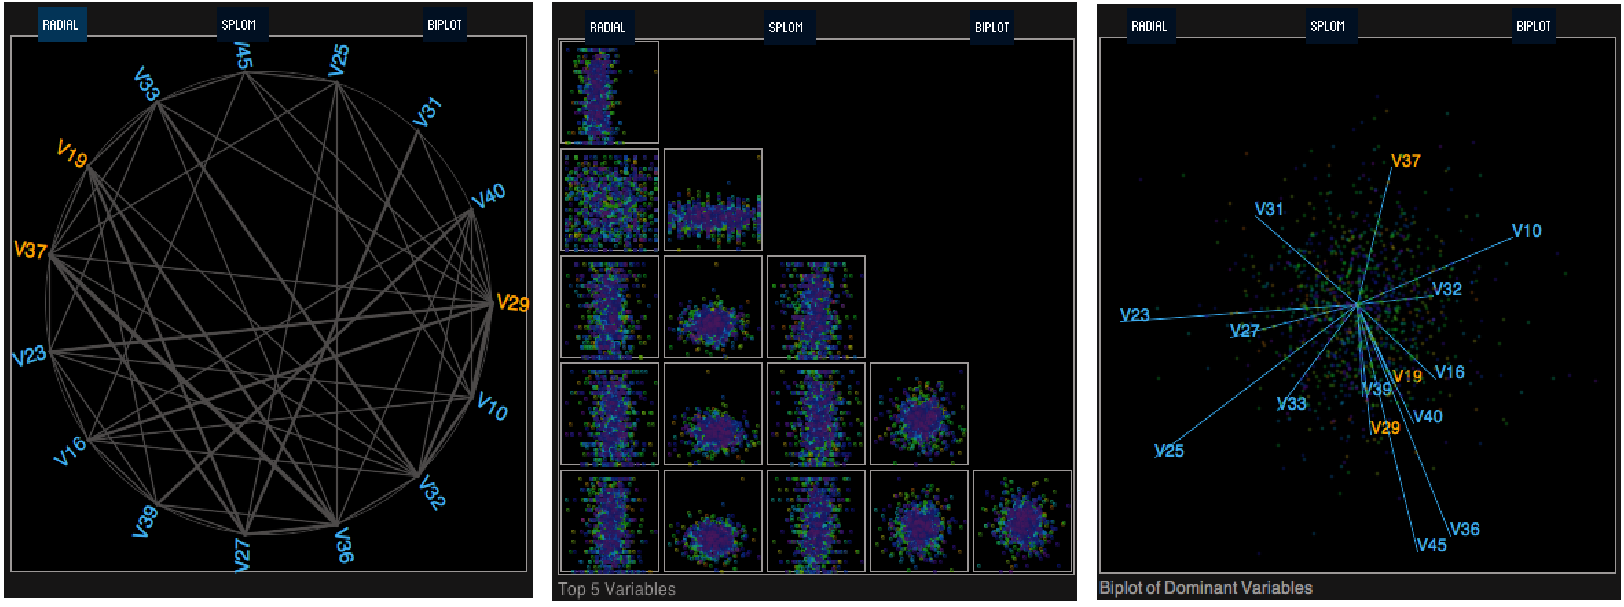 RADIAL SPLOM BIPLOT
V45 V25
V33 V31
V19 V40
V37 V29
V23 V10
V16 V32
V39 V27 V36
RADIAL SPLOM BIPLOT
Top 5 Variables
RADIAL SPLOM BIPLOT
V37
V31
V10
V32
V23
V27
V16
V19
V39
V33
V40
V29
V25
V36
V45
Biplot of Dominant Variables